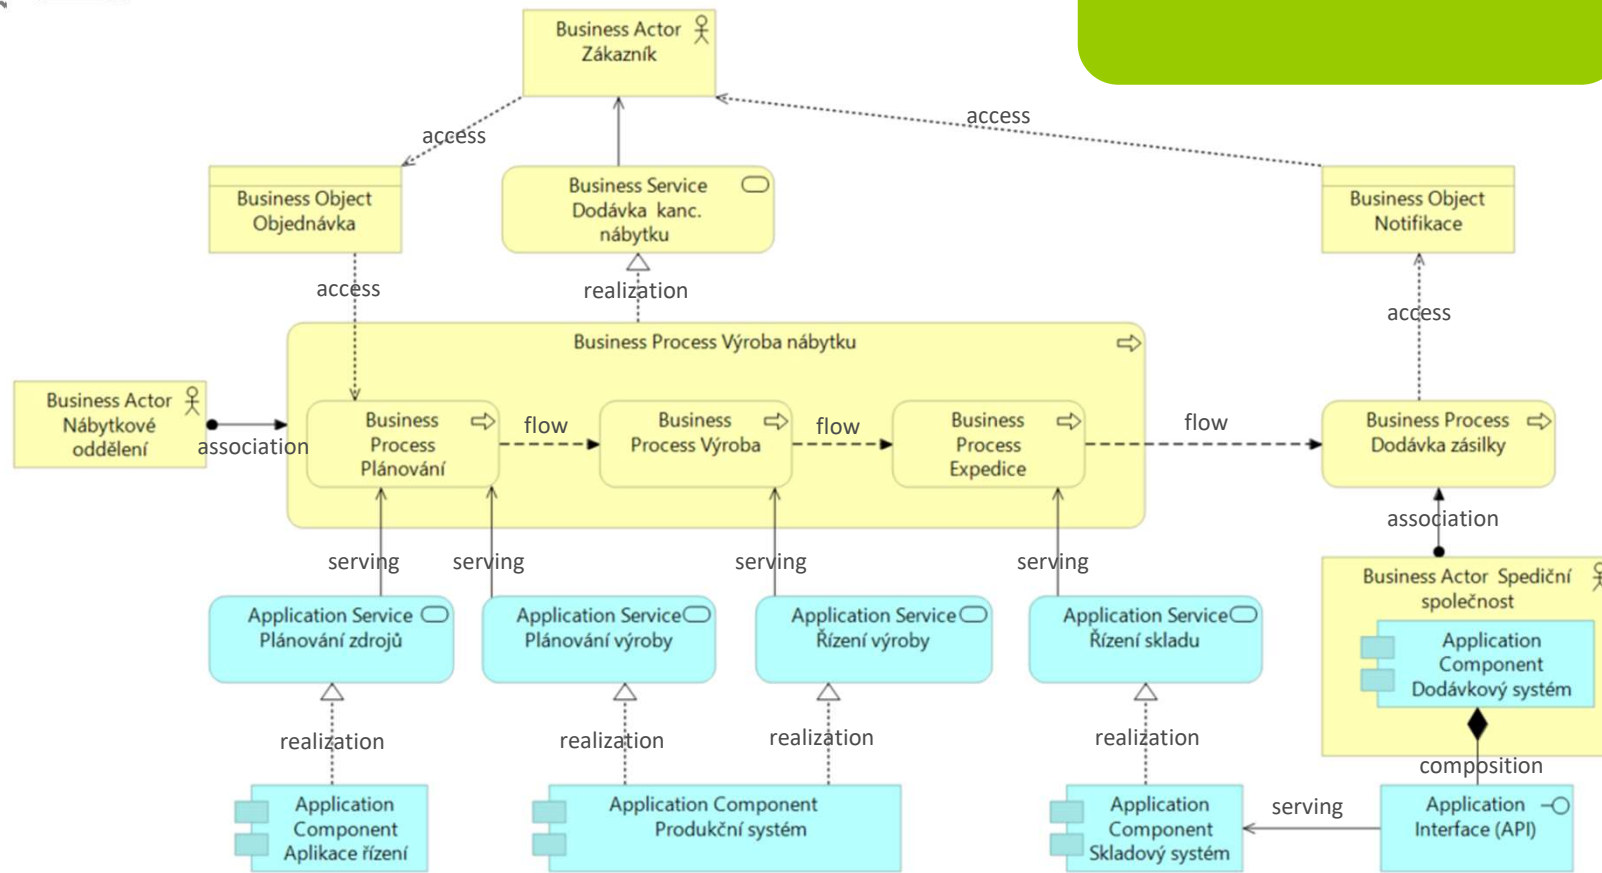 Business Actor
Zákazník
access
access
Business Object
Objednávka
Business Service
Dodávka kanc.
nábytku
Business Object
Notifikace
access
realization
access
Business Process Výroba nábytku
Business Actor
Nábytkové
oddělení
association
Business
Process
Plánování
flow
Business
Process Výroba
flow
Business
Process
Expedice
flow
Business Process
Dodávka zásilky
association
serving
serving
serving
serving
Business Actor Spediční
společnost
Application
Component
Dodávkový systém
Application Service
Plánování zdrojů
Application Service
Plánování výroby
Application Service
Řízení výroby
Application Service
Řízení skladu
realization
realization
realization
realization
composition
Application
Component
Aplikace řízení
Application Component
Produkční systém
Application
Component
Skladový systém
serving
Application
Interface (API)